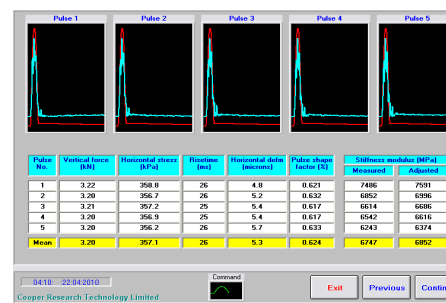 Pulse 1 Pulse 2 Pulse 3 Pulse 4 Pulse 5
Pulse No. Vertical force (kN) Horizontal stress (kPa) Risetime (ms) Horizontal defm (microns) Pulse shape factor (%) Stiffness modulus (MPa)
Measured Adjusted
1 3.22 358.8 26 4.8 0.621 7486 7591
2 3.20 356.7 26 5.2 0.632 6852 6996
3 3.21 357.2 25 5.4 0.617 6614 6686
4 3.20 356.9 25 5.4 0.617 6542 6616
5 3.20 356.2 26 5.7 0.633 6243 6374
Mean 3.20 357.1 26 5.3 0.624 6747 6852
04:10: 22:04:2010
Cooper Research Technology Limited
Command
Exit Previous Contin